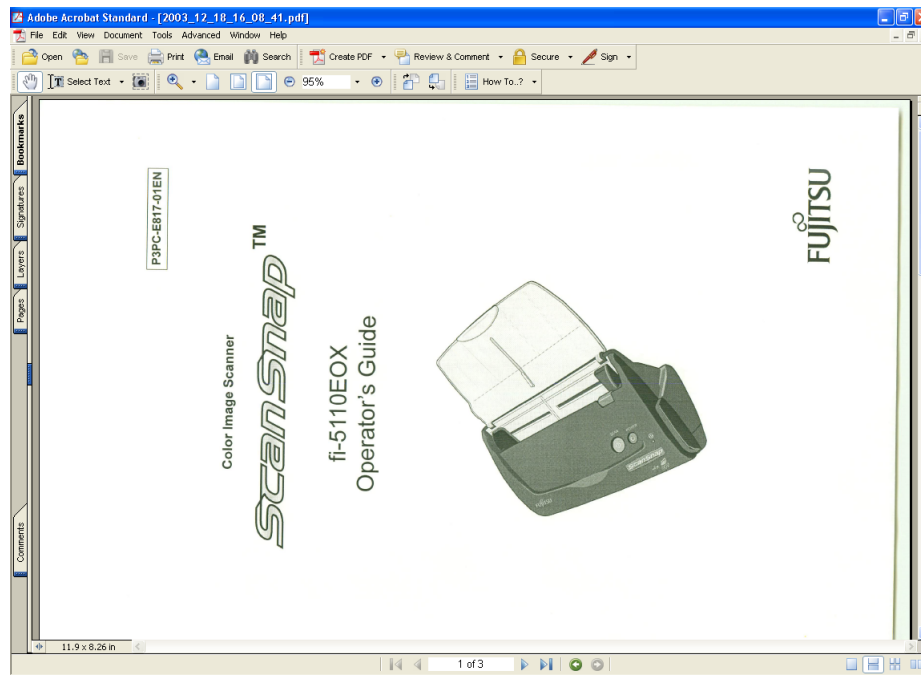 Adobe Acrobat Standard - [2003_12_18_16_08_41.pdf]
File Edit View Document Tools Advanced Window Help
Open Save Print Email Search Create PDF Review & Comment Secure Sign
Select Text 95% How To..?
Bookmarks
Signatures
Layers
Pages
Comments
P3PC-E817-01EN
Color Image Scanner
ScanSnap™
fi-5110EOX
Operator's Guide
FUJITSU
ScanSnap
FUJITSU
11.9 x 8.26 in
1 of 3